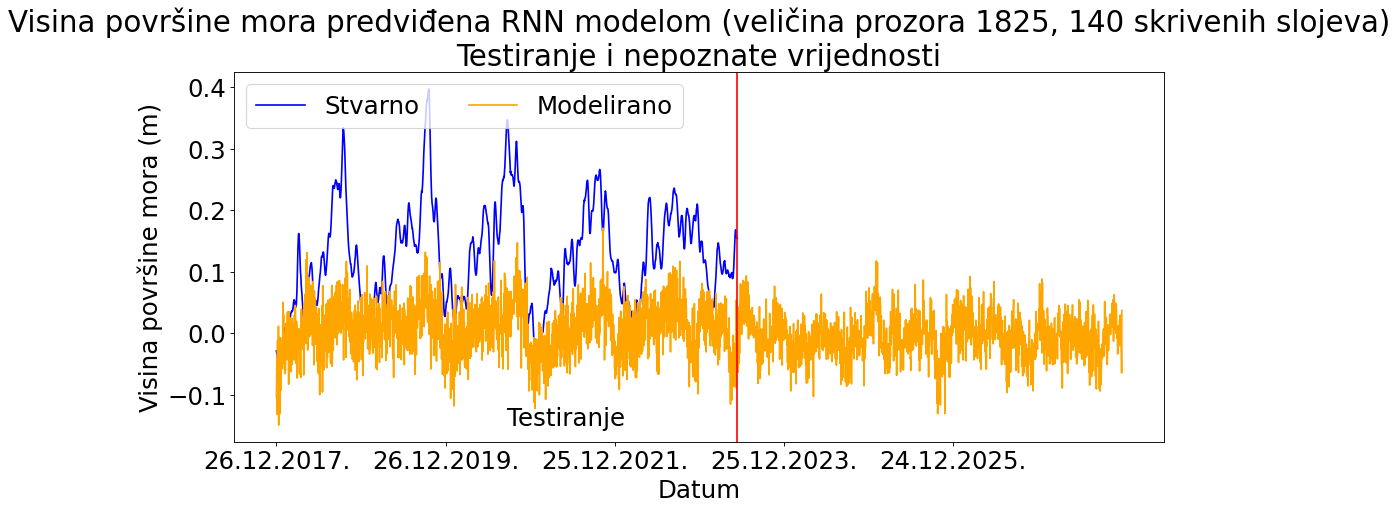 Visina površine mora predviđena RNN modelom (veličina prozora 1825, 140 skrivenih slojeva)
Testiranje i nepoznate vrijednosti
Stvarno
Modelirano
Visina površine mora (m)
0.4
0.3
0.2
0.1
0.0
−0.1
Testiranje
26.12.2017.
26.12.2019.
25.12.2021.
25.12.2023.
24.12.2025.
Datum